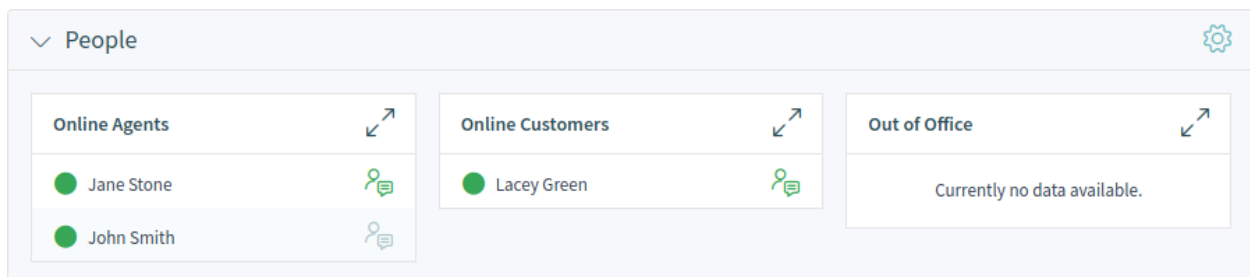 People
Online Agents
Jane Stone
John Smith
Online Customers
Lacey Green
Out of Office
Currently no data available.